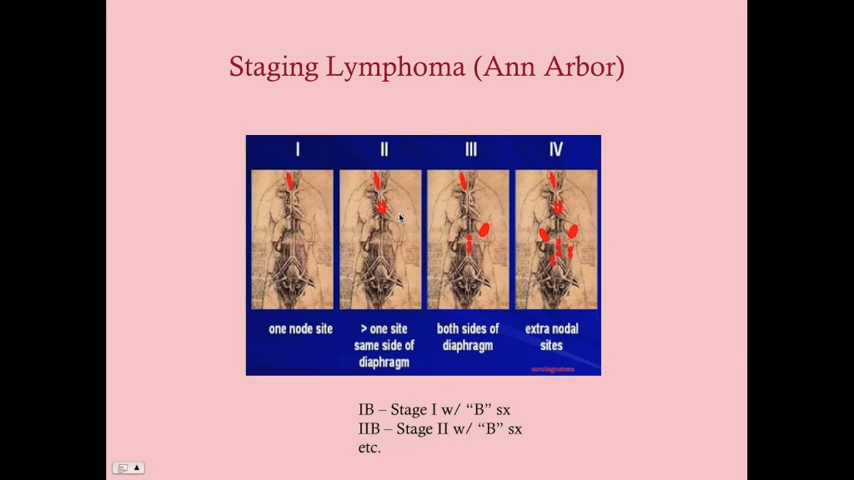 Staging Lymphoma (Ann Arbor)
I II III IV
one node site
> one site
same side of
diaphragm
both sides of
diaphragm
extra nodal
sites
IB – Stage I w/ “B” sx
IIB – Stage II w/ “B” sx
etc.